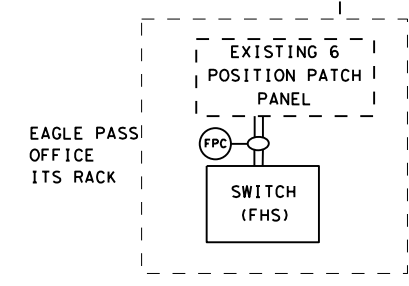 EXISTING 6
POSITION PATCH
PANEL
EAGLE PASS
OFFICE
ITS RACK
FPC
SWITCH
(FHS)